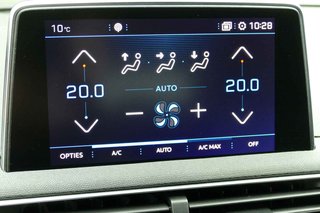 10°C 10:28
AUTO
20.0 20.0
OPTIES A/C AUTO A/C MAX OFF